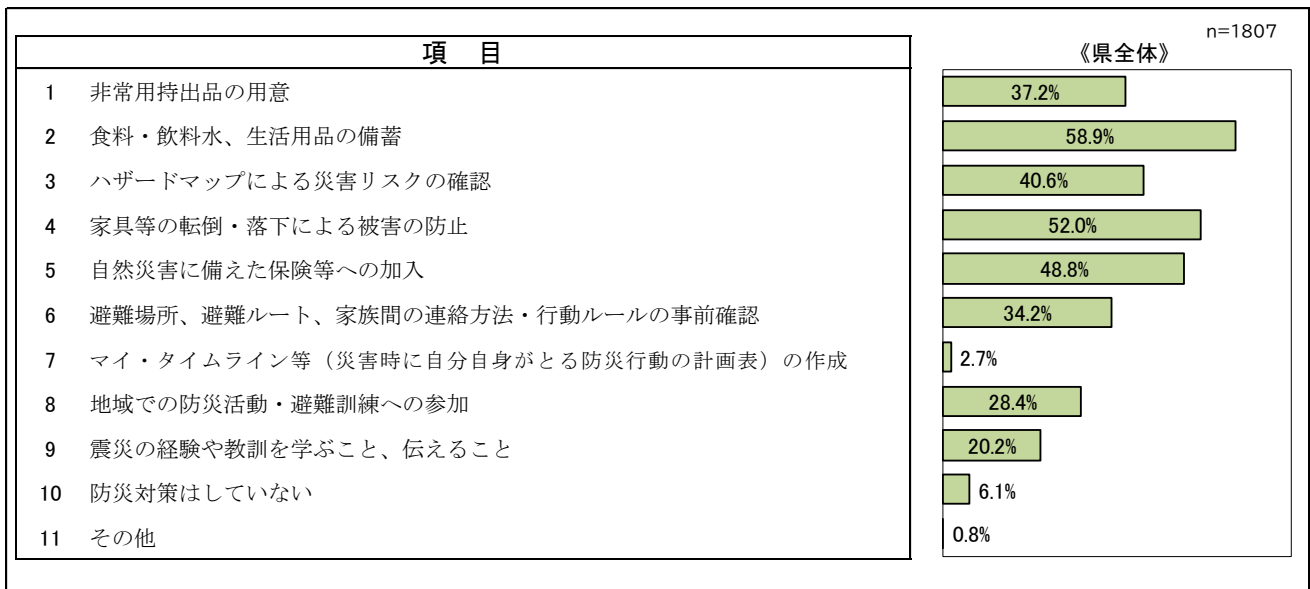 n=1807
項　目　《県全体》
1 非常用持出品の用意 37.2%
2 食料・飲料水、生活用品の備蓄 58.9%
3 ハザードマップによる災害リスクの確認 40.6%
4 家具等の転倒・落下による被害の防止 52.0%
5 自然災害に備えた保険等への加入 48.8%
6 避難場所、避難ルート、家族間の連絡方法・行動ルールの事前確認 34.2%
7 マイ・タイムライン等（災害時に自分自身がとる防災行動の計画表）の作成 2.7%
8 地域での防災活動・避難訓練への参加 28.4%
9 震災の経験や教訓を学ぶこと、伝えること 20.2%
10 防災対策はしていない 6.1%
11 その他 0.8%